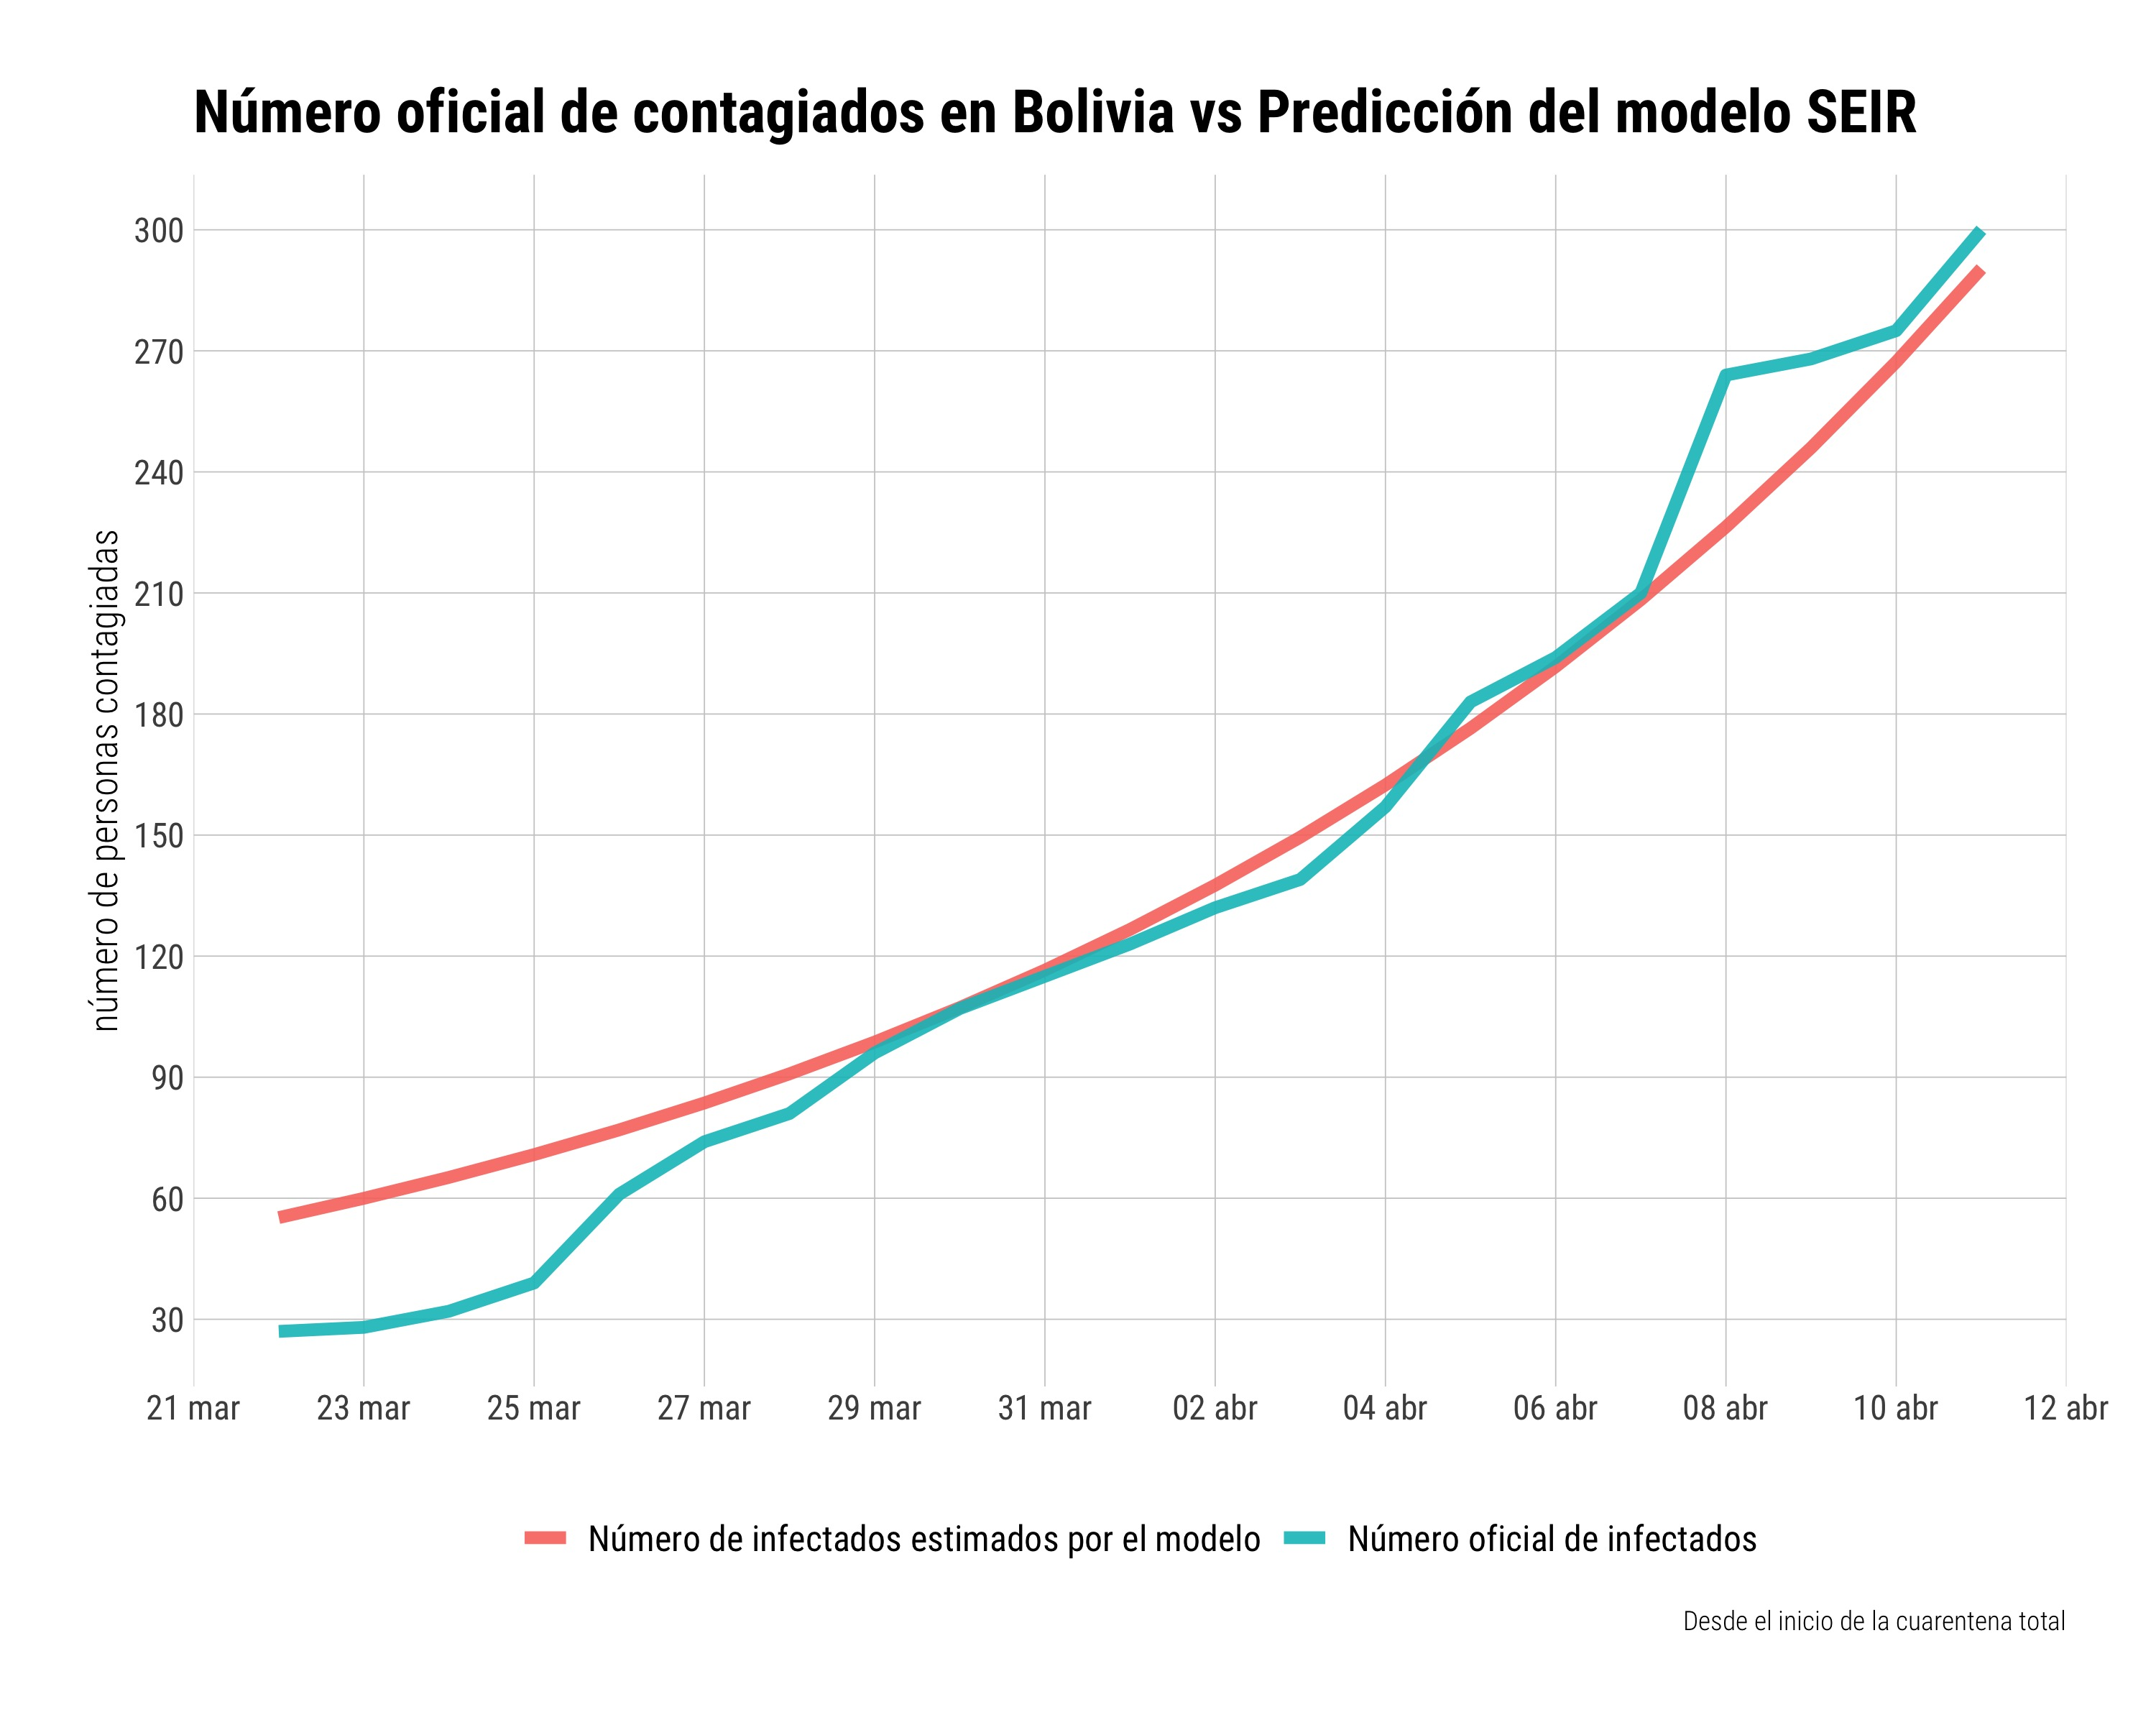 Número oficial de contagiados en Bolivia vs Predicción del modelo SEIR
número de personas contagiadas
300
270
240
210
180
150
120
90
60
30
21 mar 23 mar 25 mar 27 mar 29 mar 31 mar 02 abr 04 abr 06 abr 08 abr 10 abr 12 abr
Número de infectados estimados por el modelo Número oficial de infectados
Desde el inicio de la cuarentena total